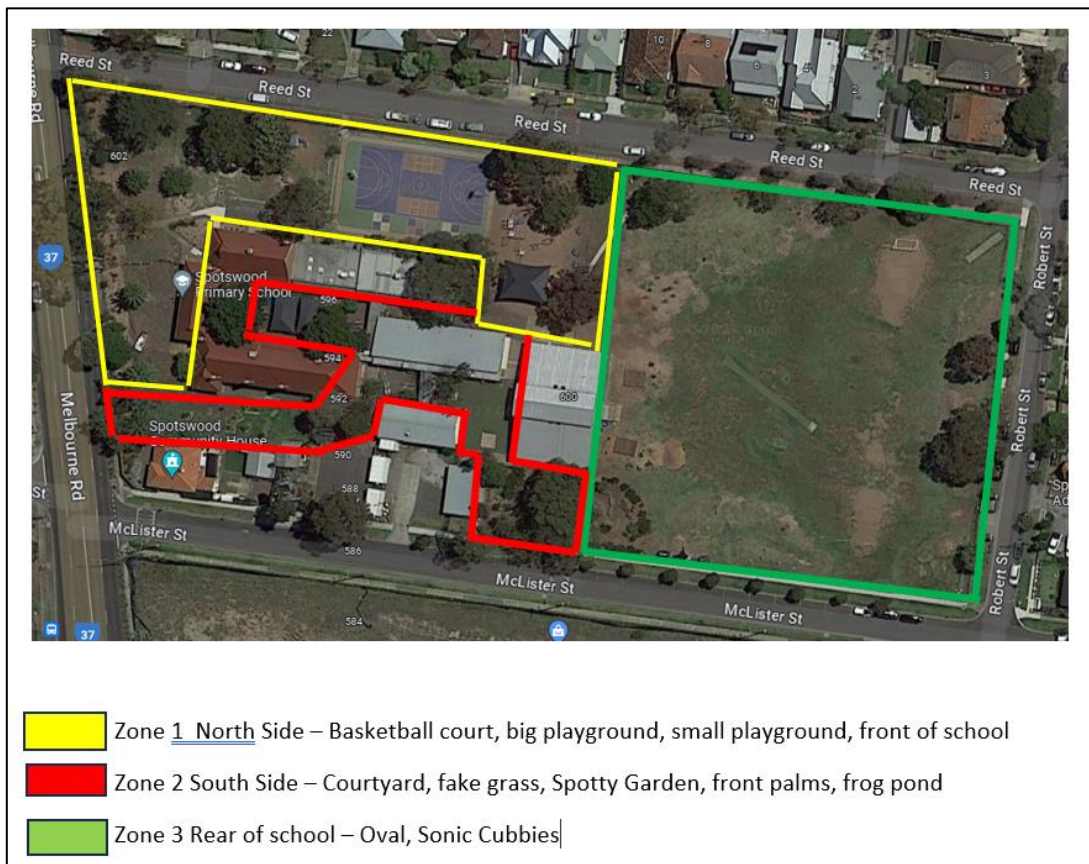 22
10
8
6
4
2
3
1
Reed St
Reed St
Reed St
Reed St
Reed St
602
37
Spotswood
Primary School
596
594
592
600
Spotswood
Community House
590
588
Melbourne Rd
St
McLister St
586
McLister St
McLister St
584
37
Robert St
Robert St
Robert St
Zone 1 North Side – Basketball court, big playground, small playground, front of school
Zone 2 South Side – Courtyard, fake grass, Spotty Garden, front palms, frog pond
Zone 3 Rear of school – Oval, Sonic Cubbies